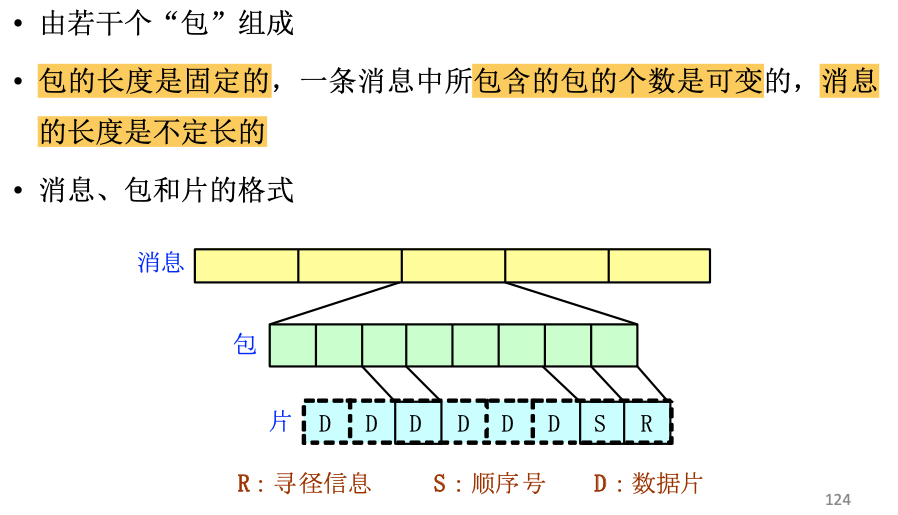 • 由若干个“包”组成
• 包的长度是固定的，一条消息中所包含的包的个数是可变的，消息
的长度是不定长的
• 消息、包和片的格式
消息
包
片 D D D D D D S R
R：寻径信息 S：顺序号 D：数据片
124